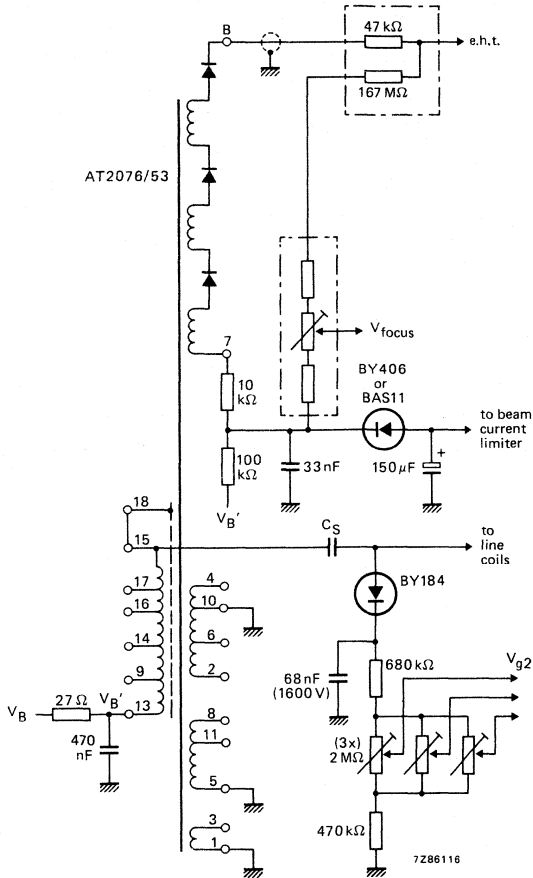 B
47 kΩ
e.h.t.
167 MΩ
AT2076/53
Vfocus
7
10
kΩ
BY406
or
BAS11
to beam
current
limiter
100
kΩ
33 nF
150 µF
+
VB'
18
15
CS
to
line
coils
17
16
14
9
13
4
10
6
2
BY184
68 nF
(1600 V)
680 kΩ
Vg2
VB
27 Ω
VB'
470
nF
8
11
5
(3x)
2 MΩ
3
1
470 kΩ
7Z86116